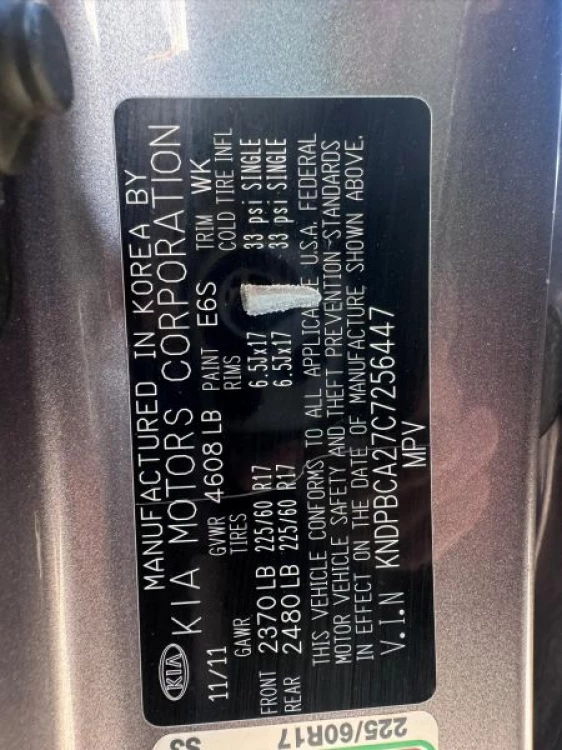 MANUFACTURED IN KOREA BY
KIA KIA MOTORS CORPORATION
11/11 GVWR 4608 LB PAINT E6S TRIM WK
GAWR TIRES RIMS COLD TIRE INFL
FRONT 2370 LB 225/60 R17 6.5Jx17 33 psi SINGLE
REAR 2480 LB 225/60 R17 6.5Jx17 33 psi SINGLE
THIS VEHICLE CONFORMS TO ALL APPLICABLE U.S.A. FEDERAL
MOTOR VEHICLE SAFETY AND THEFT PREVENTION STANDARDS
IN EFFECT ON THE DATE OF MANUFACTURE SHOWN ABOVE.
V.I.N KNDPBCA27C7256447
MPV
225/60R17